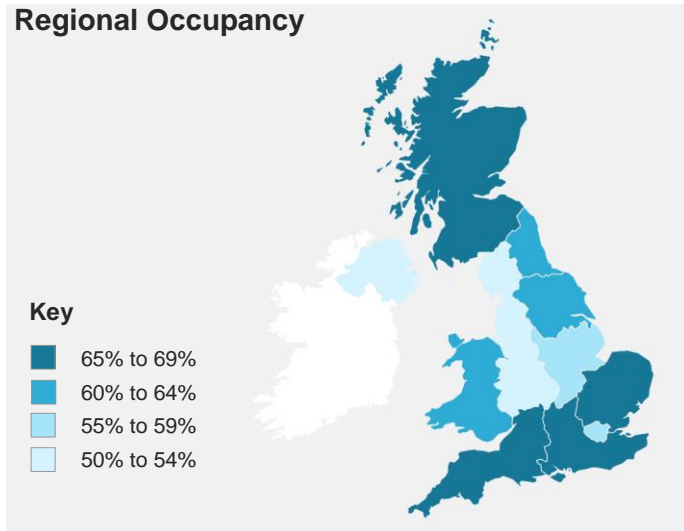 Regional Occupancy
Key
65% to 69%
60% to 64%
55% to 59%
50% to 54%